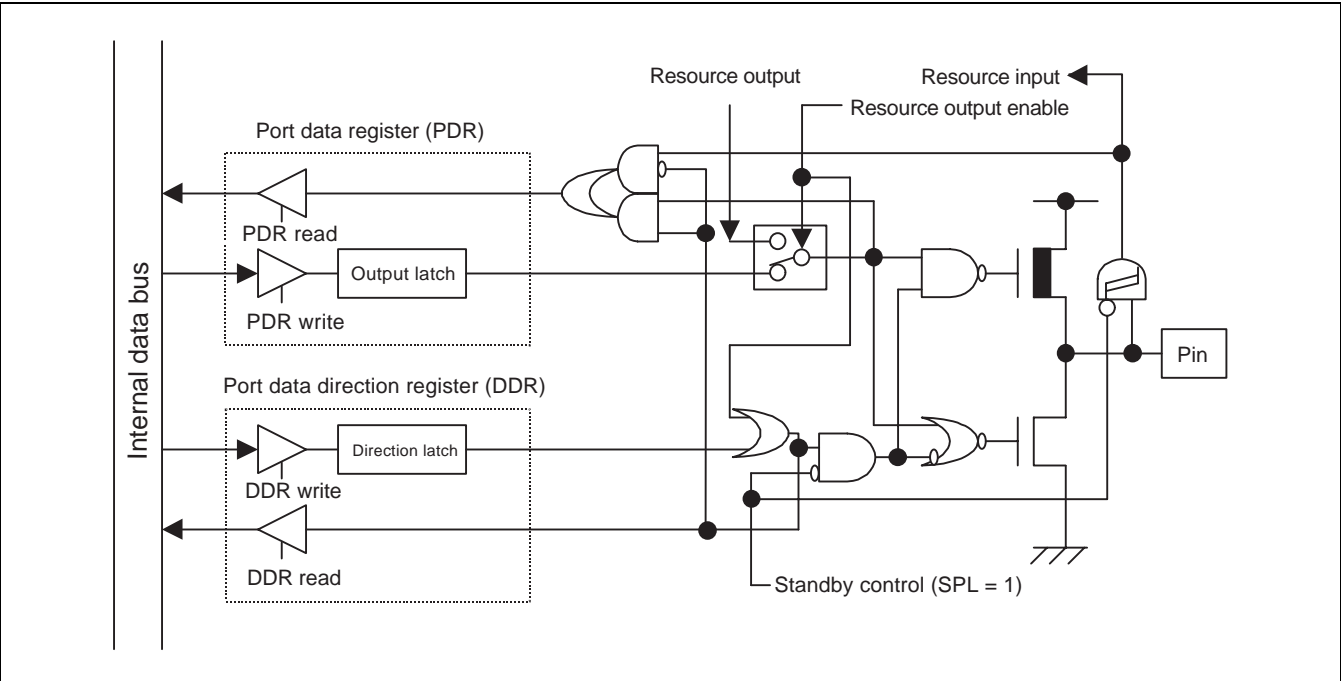 Resource output
Resource input
Resource output enable
Port data register (PDR)
PDR read
Output latch
PDR write
Internal data bus
Pin
Port data direction register (DDR)
Direction latch
DDR write
DDR read
Standby control (SPL = 1)